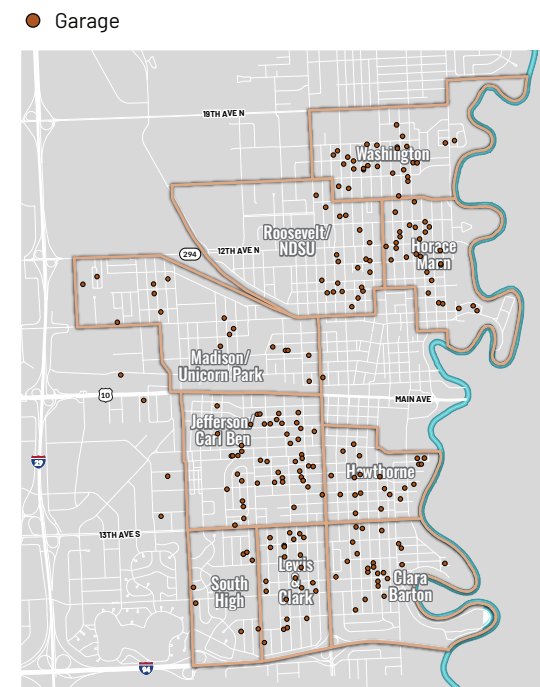 Garage
19TH AVE N
Washington
Roosevelt/
NDSU
Horace
Mann
294
12TH AVE N
Madison/
Unicorn Park
10
MAIN AVE
Jefferson/
Carl Ben
Hawthorne
29
13TH AVE S
South
High
Lewis
&
Clark
Clara
Barton
94